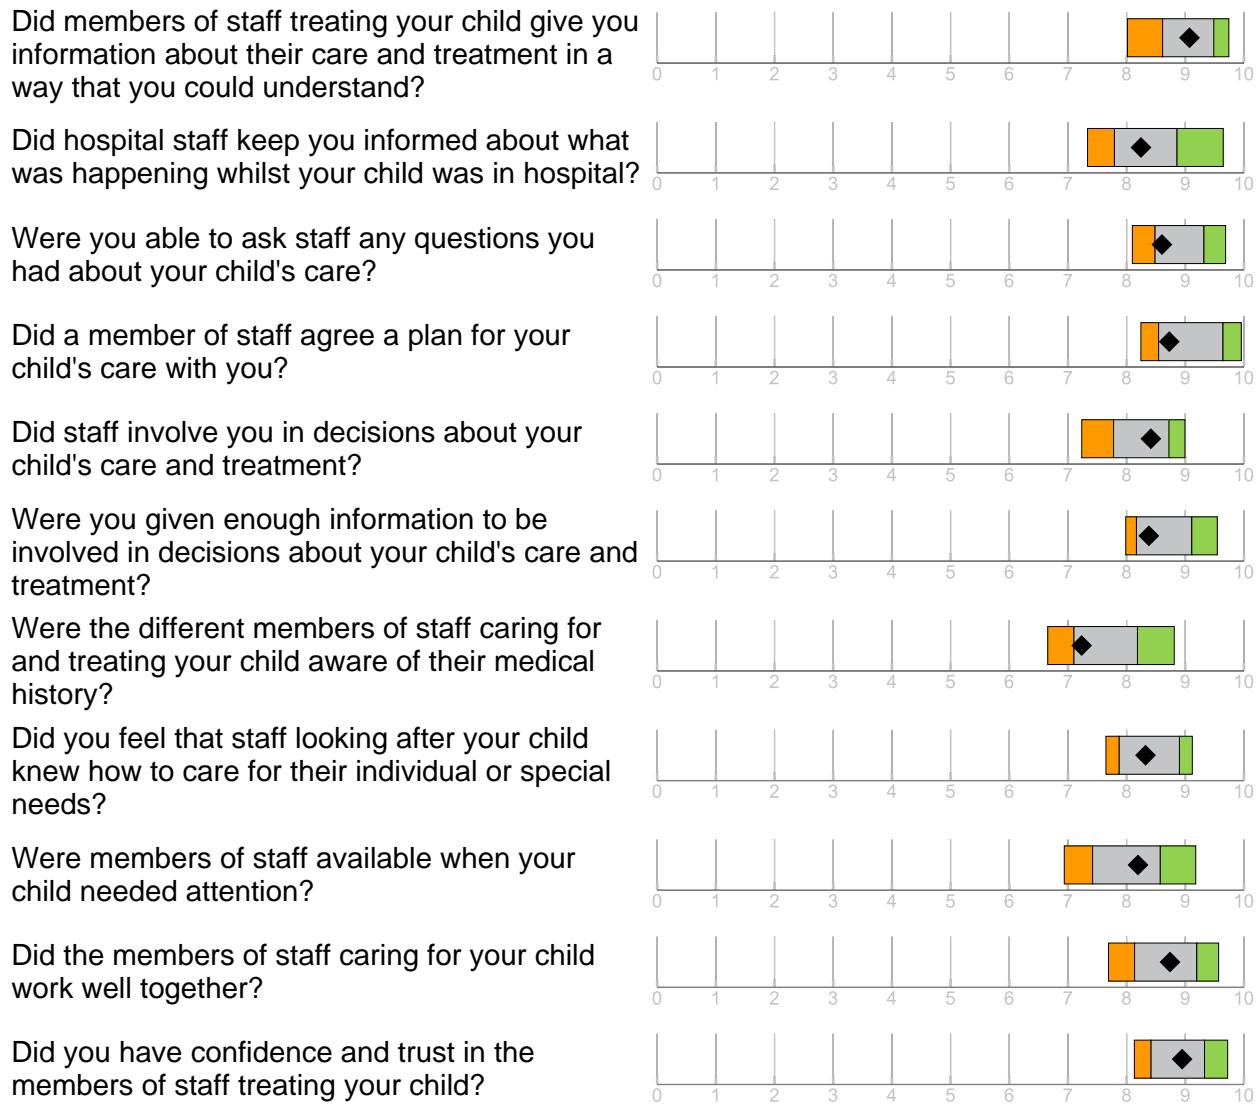 Did members of staff treating your child give you
information about their care and treatment in a
way that you could understand?
0 1 2 3 4 5 6 7 8 9 10
Did hospital staff keep you informed about what
was happening whilst your child was in hospital?
0 1 2 3 4 5 6 7 8 9 10
Were you able to ask staff any questions you
had about your child's care?
0 1 2 3 4 5 6 7 8 9 10
Did a member of staff agree a plan for your
child's care with you?
0 1 2 3 4 5 6 7 8 9 10
Did staff involve you in decisions about your
child's care and treatment?
0 1 2 3 4 5 6 7 8 9 10
Were you given enough information to be
involved in decisions about your child's care and
treatment?
0 1 2 3 4 5 6 7 8 9 10
Were the different members of staff caring for
and treating your child aware of their medical
history?
0 1 2 3 4 5 6 7 8 9 10
Did you feel that staff looking after your child
knew how to care for their individual or special
needs?
0 1 2 3 4 5 6 7 8 9 10
Were members of staff available when your
child needed attention?
0 1 2 3 4 5 6 7 8 9 10
Did the members of staff caring for your child
work well together?
0 1 2 3 4 5 6 7 8 9 10
Did you have confidence and trust in the
members of staff treating your child?
0 1 2 3 4 5 6 7 8 9 10